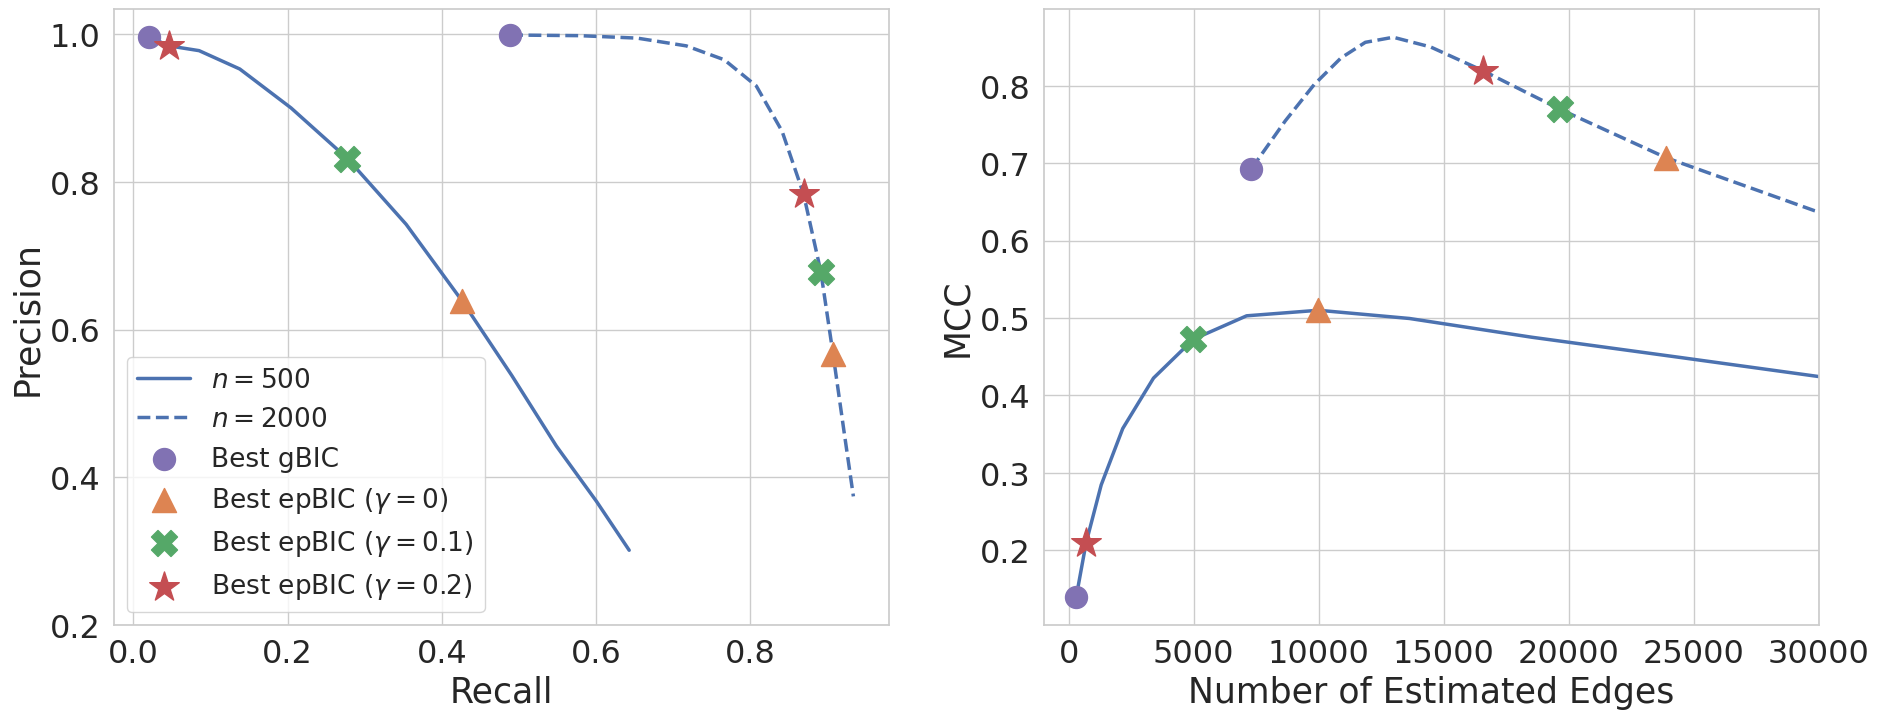 Precision
1.0
0.8
0.6
0.4
0.2
n = 500
n = 2000
Best gBIC
Best epBIC (γ = 0)
Best epBIC (γ = 0.1)
Best epBIC (γ = 0.2)
0.0 0.2 0.4 0.6 0.8
Recall
MCC
0.8
0.7
0.6
0.5
0.4
0.3
0.2
0 5000 10000 15000 20000 25000 30000
Number of Estimated Edges